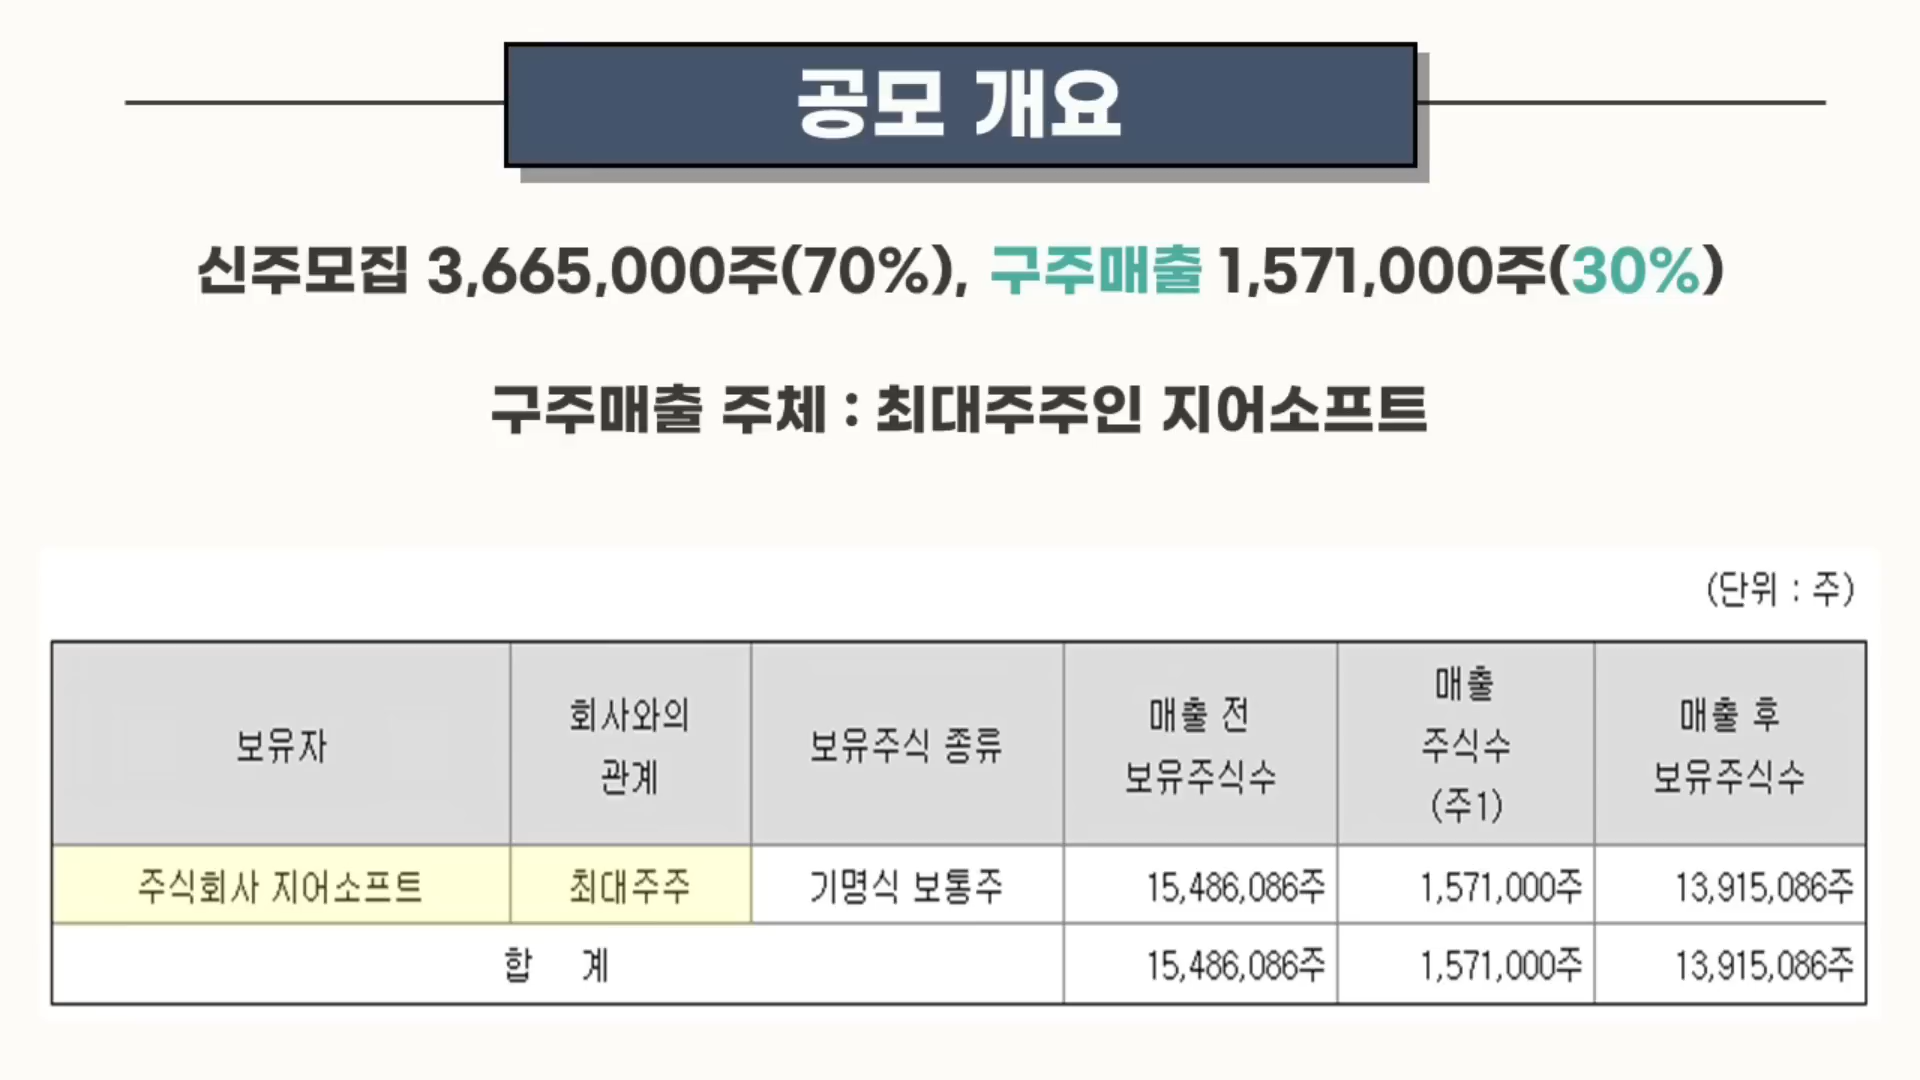 공모 개요
신주모집 3,665,000주(70%), 구주매출 1,571,000주(30%)
구주매출 주체 : 최대주주인 지어소프트
(단위 : 주)
보유자
회사와의
관계
보유주식 종류
매출 전
보유주식수
매출
주식수
(주1)
매출 후
보유주식수
주식회사 지어소프트 최대주주 기명식 보통주 15,486,086주 1,571,000주 13,915,086주
합 계 15,486,086주 1,571,000주 13,915,086주